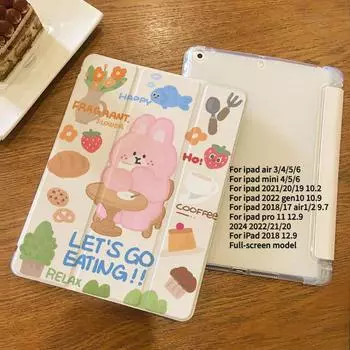 HAPPY
FRAGRANT
FLOWER
Ho!
COOFFEE
LET'S GO
EATING!!
RELAX
For ipad air 3/4/5/6
For ipad mini 4/5/6
For ipad 2021/20/19 10.2
For ipad 2022 gen10 10.9
For ipad 2018/17 air1/2 9.7
For ipad pro 11 12.9
2024 2022/21/20
For iPad 2018 12.9
Full-screen model